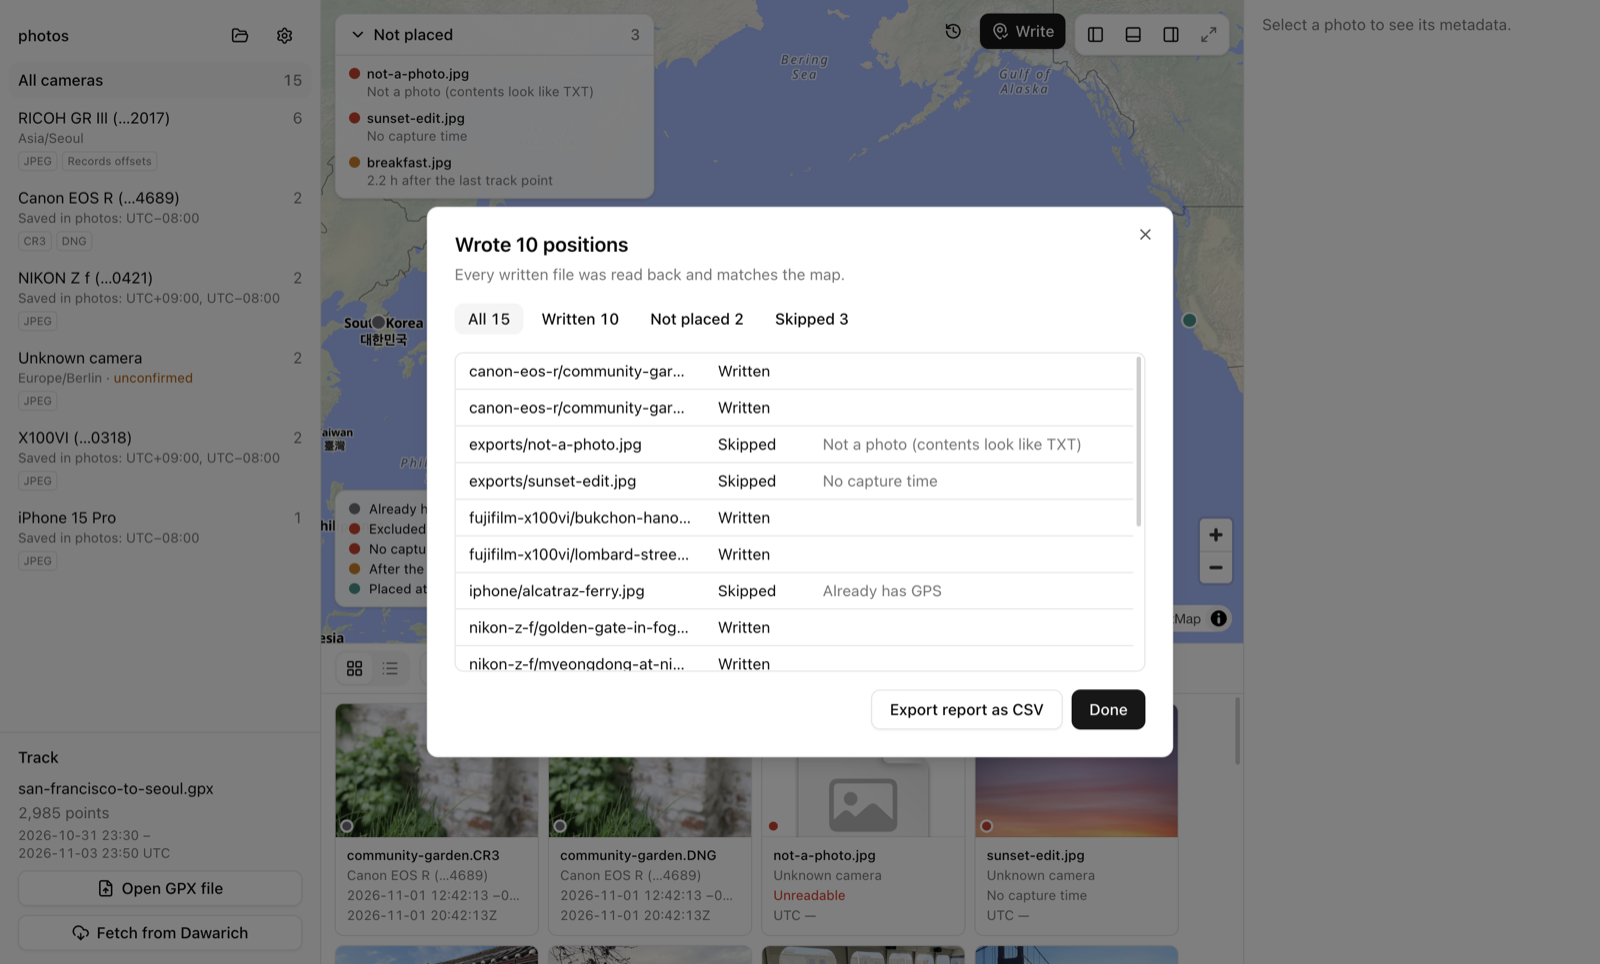 photos
All cameras 15
RICOH GR III (...2017) 6
Asia/Seoul
JPEG Records offsets
Canon EOS R (...4689) 2
Saved in photos: UTC−08:00
CR3 DNG
NIKON Z f (...0421) 2
Saved in photos: UTC+09:00, UTC−08:00
JPEG
Unknown camera 2
Europe/Berlin · unconfirmed
JPEG
X100VI (...0318) 2
Saved in photos: UTC+09:00, UTC−08:00
JPEG
iPhone 15 Pro 1
Saved in photos: UTC−08:00
JPEG
Track
san-francisco-to-seoul.gpx
2,985 points
2026-10-31 23:30 –
2026-11-03 23:50 UTC
Open GPX file
Fetch from Dawarich
Not placed 3
not-a-photo.jpg
Not a photo (contents look like TXT)
sunset-edit.jpg
No capture time
breakfast.jpg
2.2 h after the last track point
Write
Bering
Sea
Gulf of
Alaska
South Korea
대한민국
aiwan
臺灣
Phil
hil
esia
Already h
Excluded
No captu
After the
Placed at
Map
Wrote 10 positions
Every written file was read back and matches the map.
All 15 Written 10 Not placed 2 Skipped 3
canon-eos-r/community-gar... Written
canon-eos-r/community-gar... Written
exports/not-a-photo.jpg Skipped Not a photo (contents look like TXT)
exports/sunset-edit.jpg Skipped No capture time
fujifilm-x100vi/bukchon-hano... Written
fujifilm-x100vi/lombard-stree... Written
iphone/alcatraz-ferry.jpg Skipped Already has GPS
nikon-z-f/golden-gate-in-fog... Written
nikon-z-f/myeongdong-at-ni... Written
Export report as CSV
Done
community-garden.CR3
Canon EOS R (...4689)
2026-11-01 12:42:13 −0...
2026-11-01 20:42:13Z
community-garden.DNG
Canon EOS R (...4689)
2026-11-01 12:42:13 −0...
2026-11-01 20:42:13Z
not-a-photo.jpg
Unknown camera
Unreadable
UTC —
sunset-edit.jpg
Unknown camera
No capture time
UTC —
Select a photo to see its metadata.